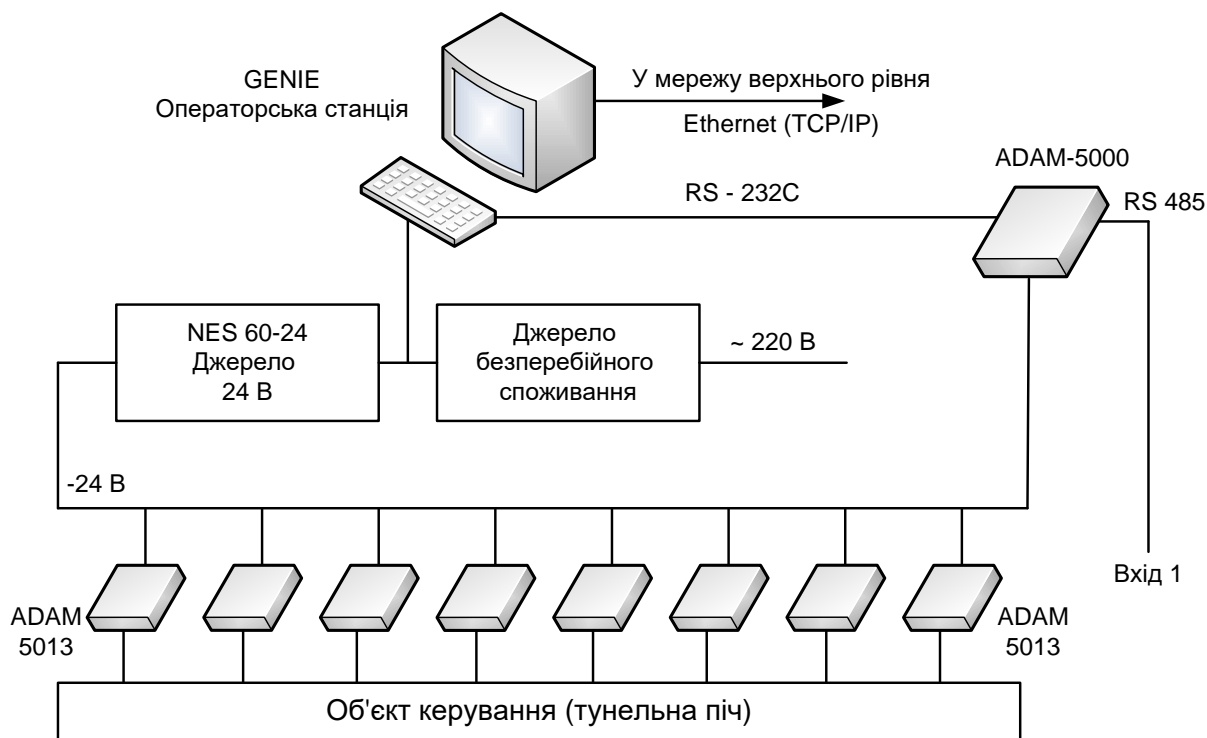 GENIE
Операторська станція
У мережу верхнього рівня
Ethernet (TCP/IP)
ADAM-5000
RS - 232C
RS 485
NES 60-24
Джерело
24 В
Джерело
безперебійного
споживання
~ 220 В
-24 В
Вхід 1
ADAM
5013
ADAM
5013
Об'єкт керування (тунельна піч)